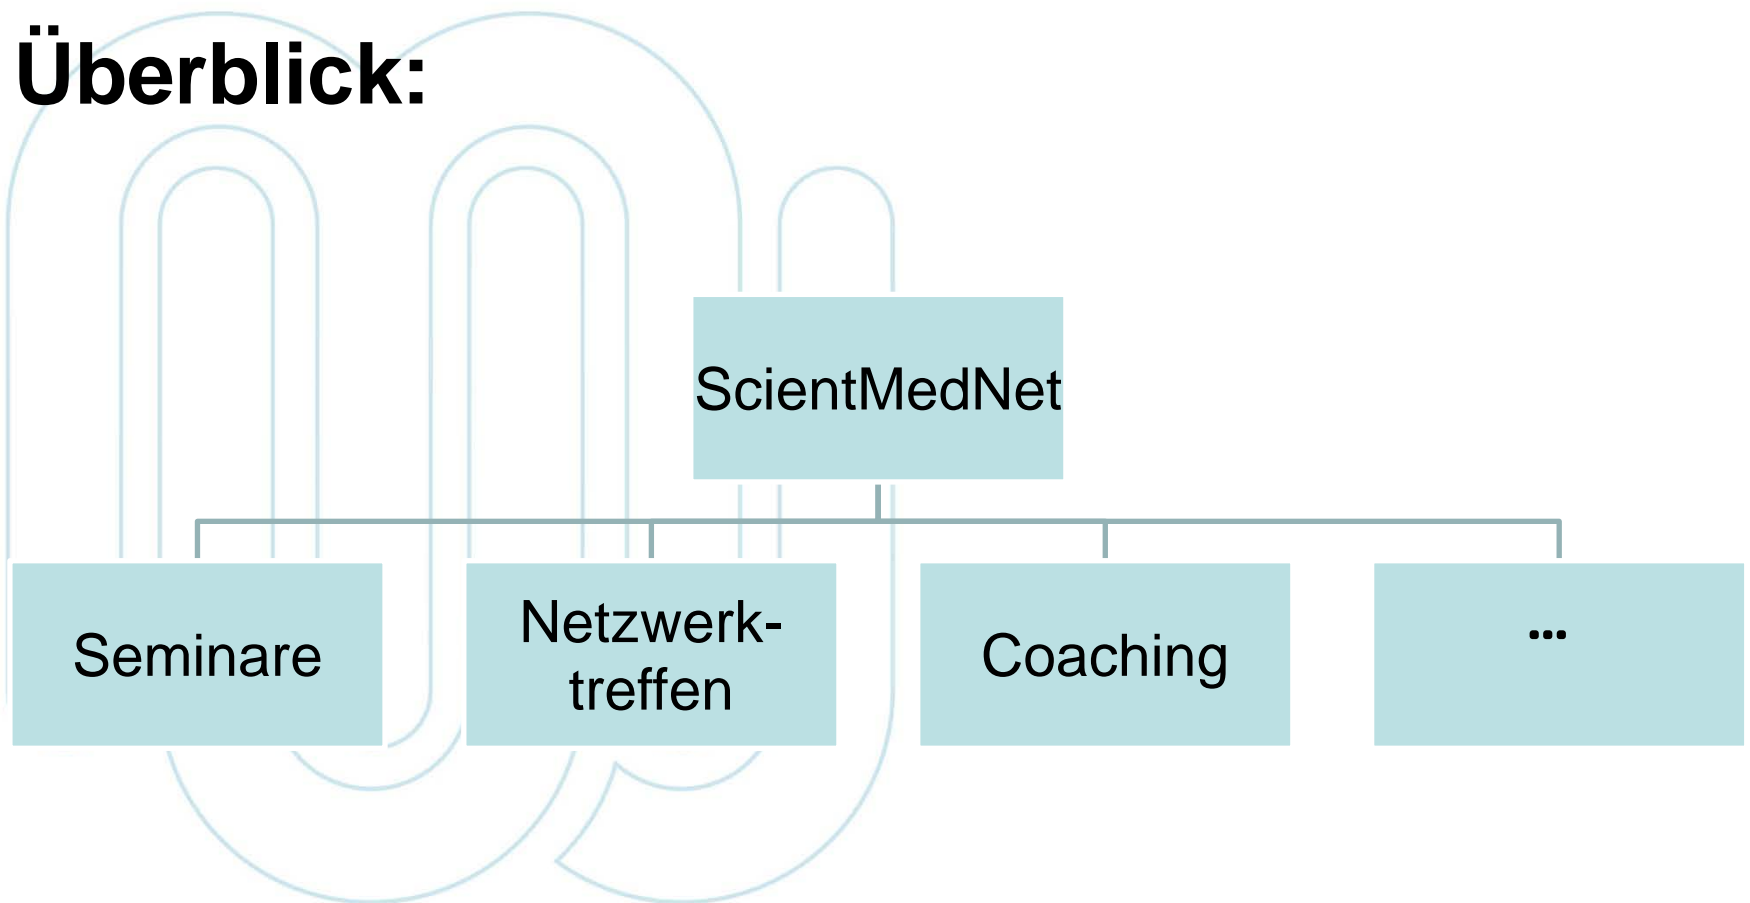 Überblick:
ScientMedNet
Seminare
Netzwerk-
treffen
Coaching
...